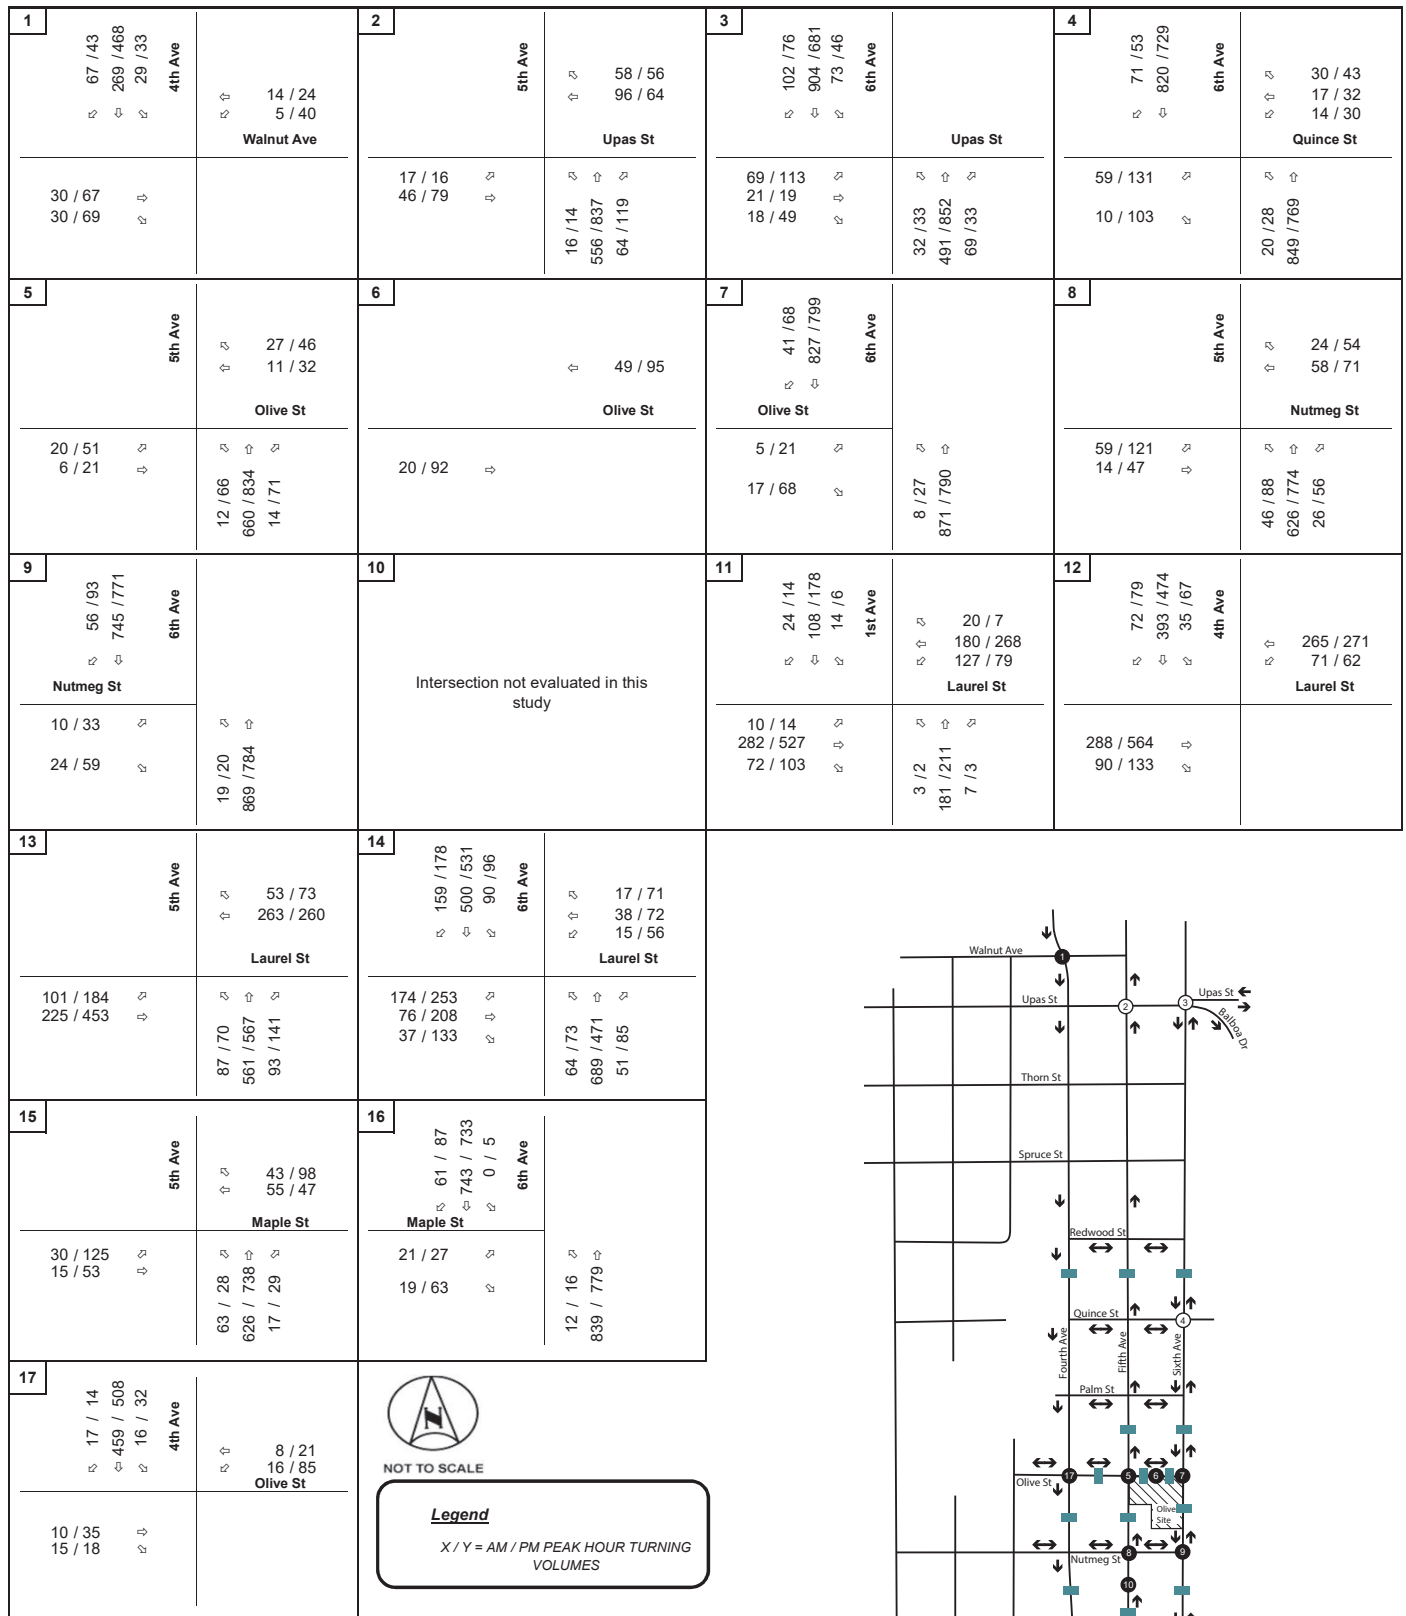 1
67 / 43
269 / 468
29 / 33
4th Ave
14 / 24
5 / 40
Walnut Ave
30 / 67
30 / 69
2
5th Ave
58 / 56
96 / 64
Upas St
17 / 16
46 / 79
16 / 14
556 / 837
64 / 119
3
102 / 76
904 / 681
73 / 46
6th Ave
Upas St
69 / 113
21 / 19
18 / 49
32 / 33
491 / 852
69 / 33
4
71 / 53
820 / 729
6th Ave
30 / 43
17 / 32
14 / 30
Quince St
59 / 131
10 / 103
20 / 28
849 / 769
5
5th Ave
27 / 46
11 / 32
Olive St
20 / 51
6 / 21
12 / 66
660 / 834
14 / 71
6
49 / 95
Olive St
20 / 92
7
41 / 68
827 / 799
6th Ave
Olive St
5 / 21
17 / 68
8 / 27
871 / 790
8
5th Ave
24 / 54
58 / 71
Nutmeg St
59 / 121
14 / 47
46 / 88
626 / 774
26 / 56
9
56 / 93
745 / 771
6th Ave
Nutmeg St
10 / 33
24 / 59
19 / 20
869 / 784
10
Intersection not evaluated in this
study
11
24 / 14
108 / 178
14 / 6
1st Ave
20 / 7
180 / 268
127 / 79
Laurel St
10 / 14
282 / 527
72 / 103
3 / 2
181 / 211
7 / 3
12
72 / 79
393 / 474
35 / 67
4th Ave
265 / 271
71 / 62
Laurel St
288 / 564
90 / 133
13
5th Ave
53 / 73
263 / 260
Laurel St
101 / 184
225 / 453
87 / 70
561 / 567
93 / 141
14
159 / 178
500 / 531
90 / 96
6th Ave
17 / 71
38 / 72
15 / 56
Laurel St
174 / 253
76 / 208
37 / 133
64 / 73
689 / 471
51 / 85
15
5th Ave
43 / 98
55 / 47
Maple St
30 / 125
15 / 53
63 / 28
626 / 738
17 / 29
16
61 / 87
743 / 733
0 / 5
6th Ave
Maple St
21 / 27
19 / 63
12 / 16
839 / 779
17
17 / 14
459 / 508
16 / 32
4th Ave
8 / 21
16 / 85
Olive St
10 / 35
15 / 18
N
NOT TO SCALE
Legend
X / Y = AM / PM PEAK HOUR TURNING
VOLUMES
Walnut Ave
1
Upas St
2
3
Upas St
Balboa Dr
Thorn St
Spruce St
Redwood St
Quince St
4
Fourth Ave
Fifth Ave
Sixth Ave
Palm St
Olive St
17
5
6
7
Olive
Site
Nutmeg St
8
9
10